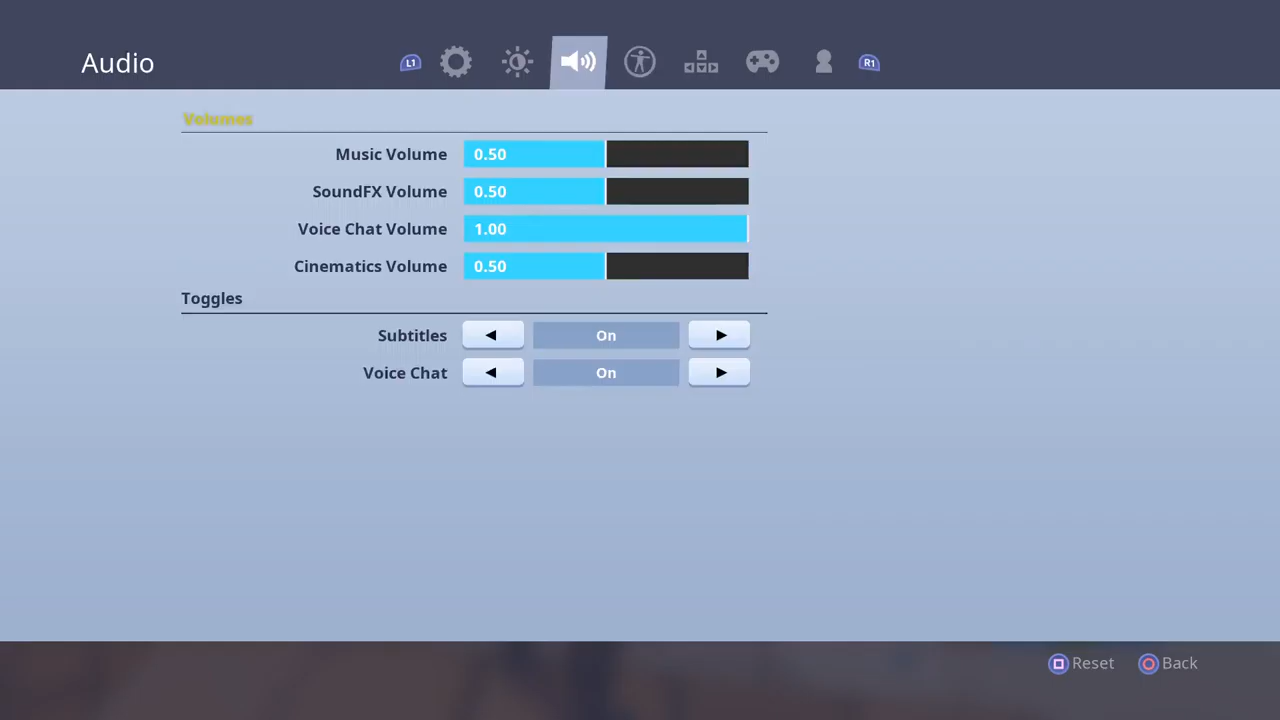 Audio
L1
R1
Volumes
Music Volume 0.50
SoundFX Volume 0.50
Voice Chat Volume 1.00
Cinematics Volume 0.50
Toggles
Subtitles On
Voice Chat On
Reset Back